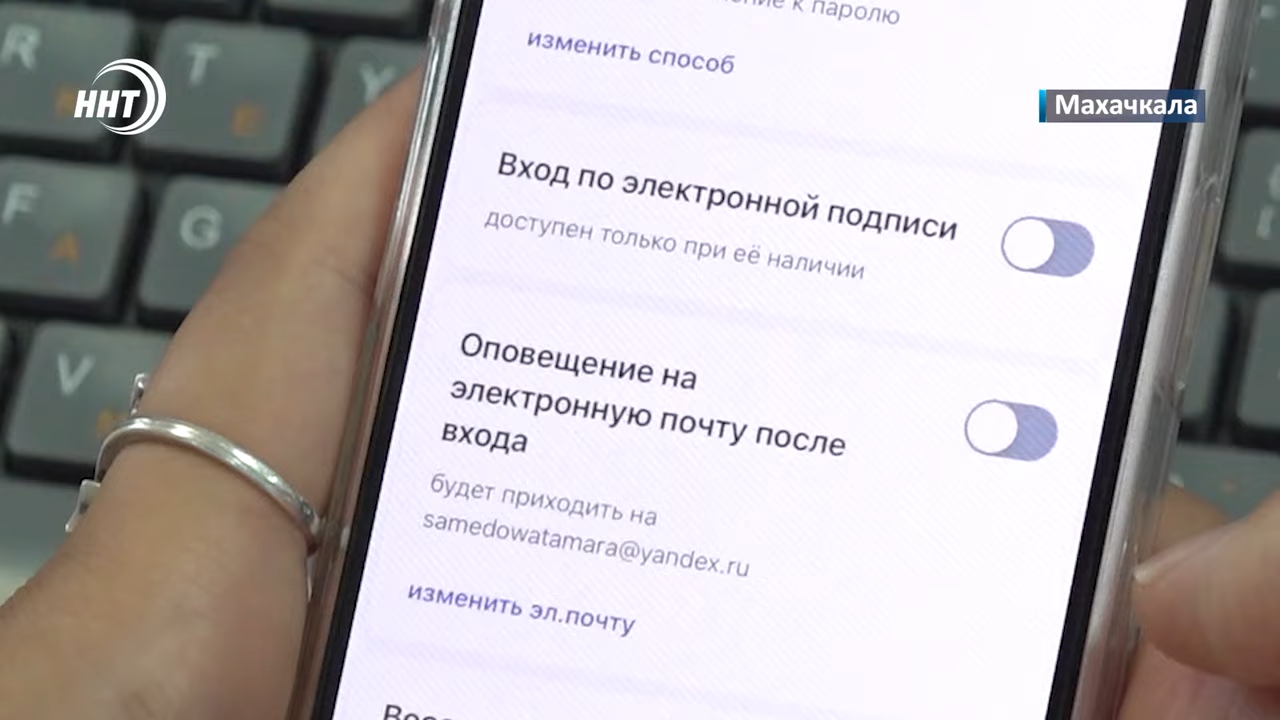 к паролю
изменить способ
ННТ
Махачкала
Вход по электронной подписи
доступен только при её наличии
Оповещение на
электронную почту после
входа
будет приходить на
samedowatamara@yandex.ru
изменить эл.почту
R
T
Y
E
F
G
A
V